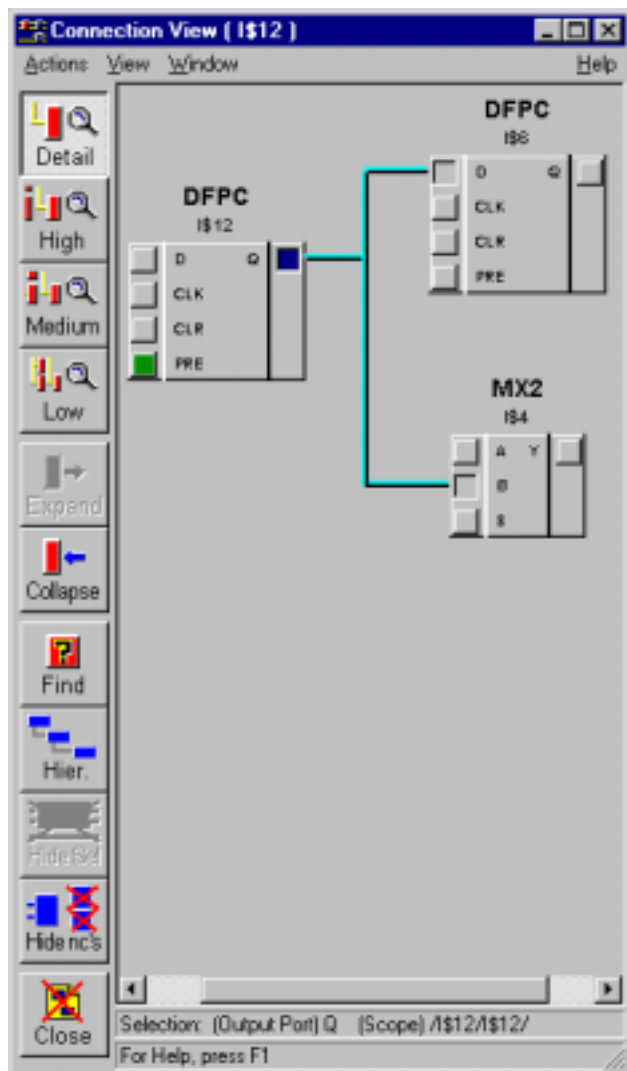 Connection View ( I$12 )
Actions View Window Help
Detail
High
Medium
Low
Expand
Collapse
Find
Hier.
Hide Sld
Hide nc's
Close
DFPC
I$12
D Q
CLK
CLR
PRE
DFPC
I$6
D Q
CLK
CLR
PRE
MX2
I$4
A Y
B
S
Selection: (Output Port) Q (Scope) /I$12/I$12/
For Help, press F1